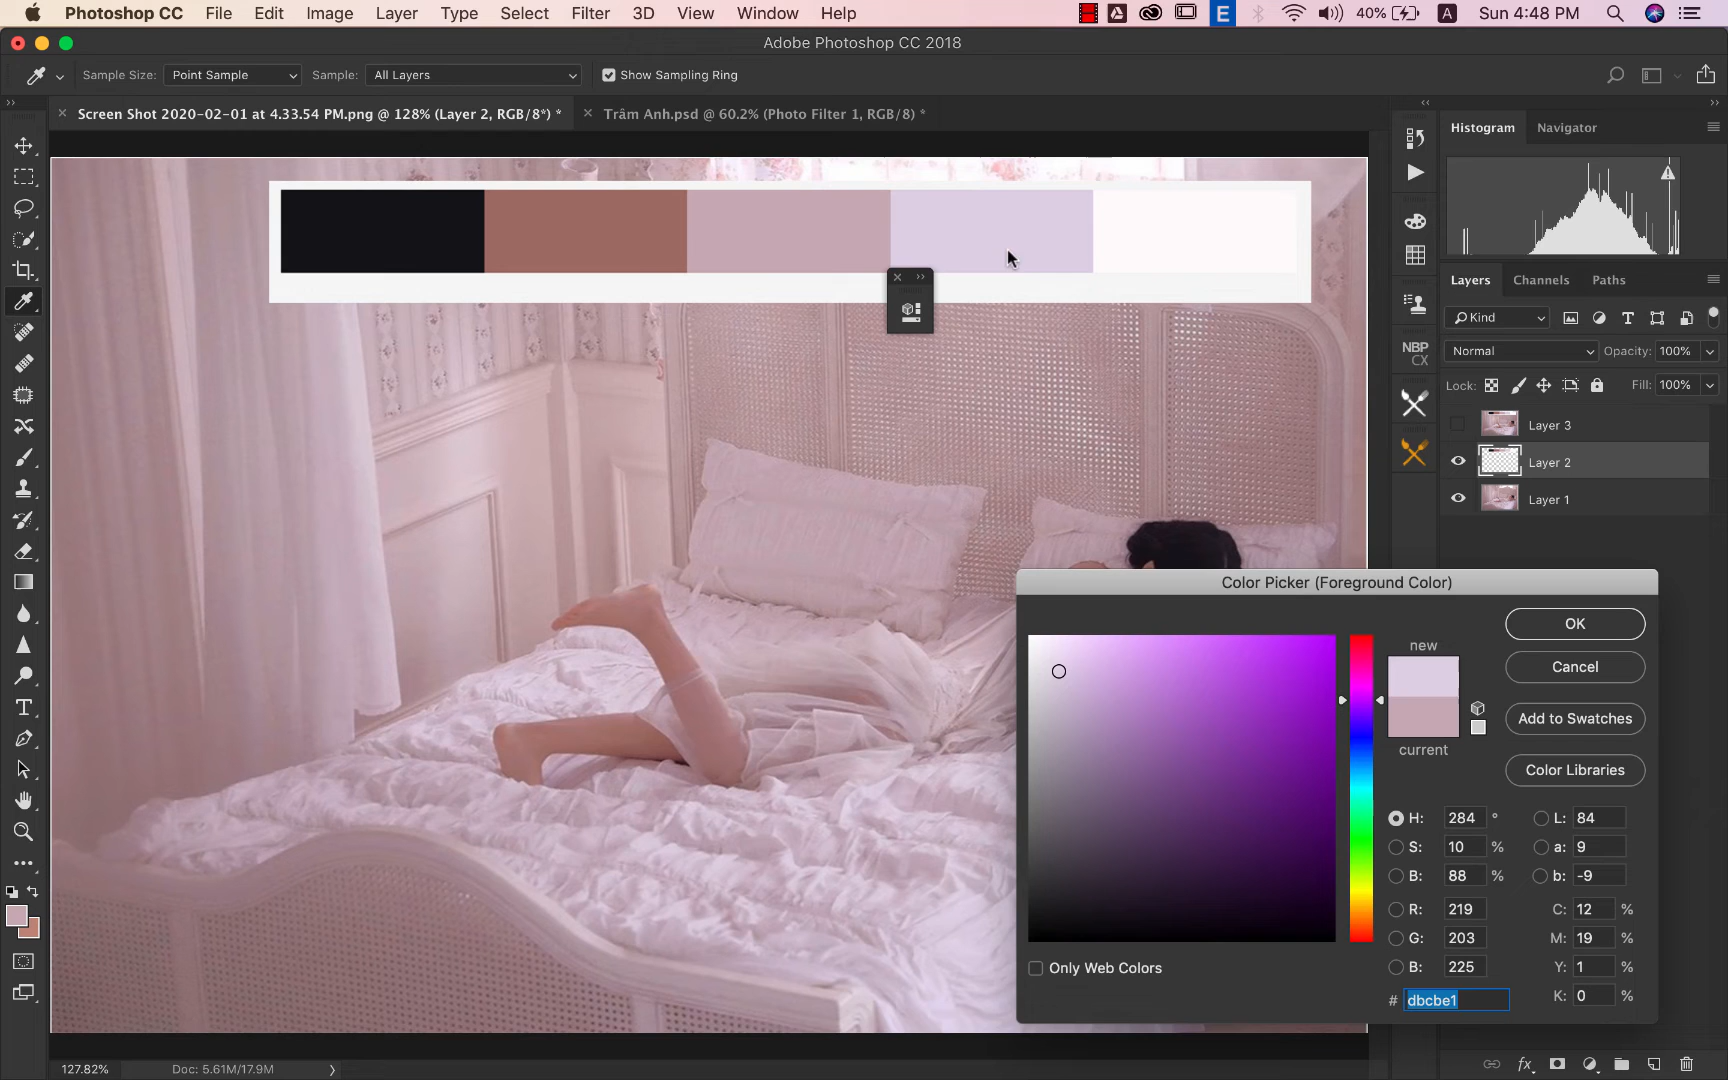 Photoshop CC File Edit Image Layer Type Select Filter 3D View Window Help E 40% A Sun 4:48 PM
Adobe Photoshop CC 2018
Sample Size: Point Sample Sample: All Layers Show Sampling Ring
Screen Shot 2020-02-01 at 4.33.54 PM.png @ 128% (Layer 2, RGB/8*) * Trâm Anh.psd @ 60.2% (Photo Filter 1, RGB/8) *
Histogram Navigator
Layers Channels Paths
Kind
Normal Opacity: 100%
NBP
CX
Lock: Fill: 100%
Layer 3
Layer 2
Layer 1
Color Picker (Foreground Color)
OK
new
Cancel
Add to Swatches
current
Color Libraries
H: 284 ° L: 84
S: 10 % a: 9
B: 88 % b: -9
R: 219 C: 12 %
G: 203 M: 19 %
B: 225 Y: 1 %
Only Web Colors
# dbcbe1 K: 0 %
127.82% Doc: 5.61M/17.9M
fx